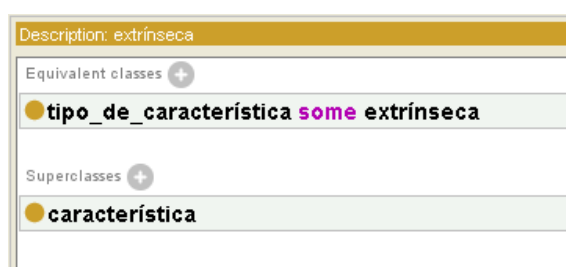 Description: extrínseca
Equivalent classes
tipo_de_característica some extrínseca
Superclasses
característica